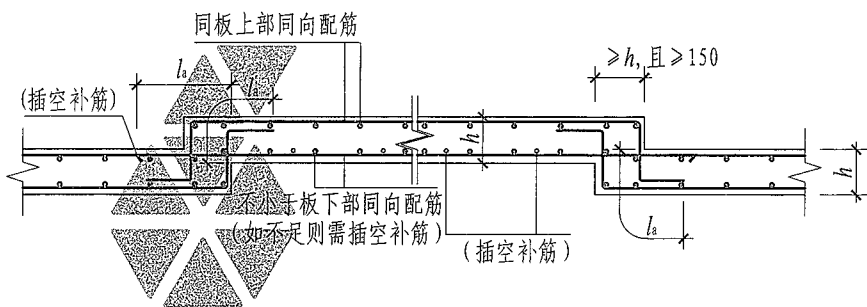 同板上部同向配筋
lₐ
lₐ
≥h,且≥150
(插空补筋)
h
h
不小于板下部同向配筋
(如不足则需插空补筋)
(插空补筋)
lₐ